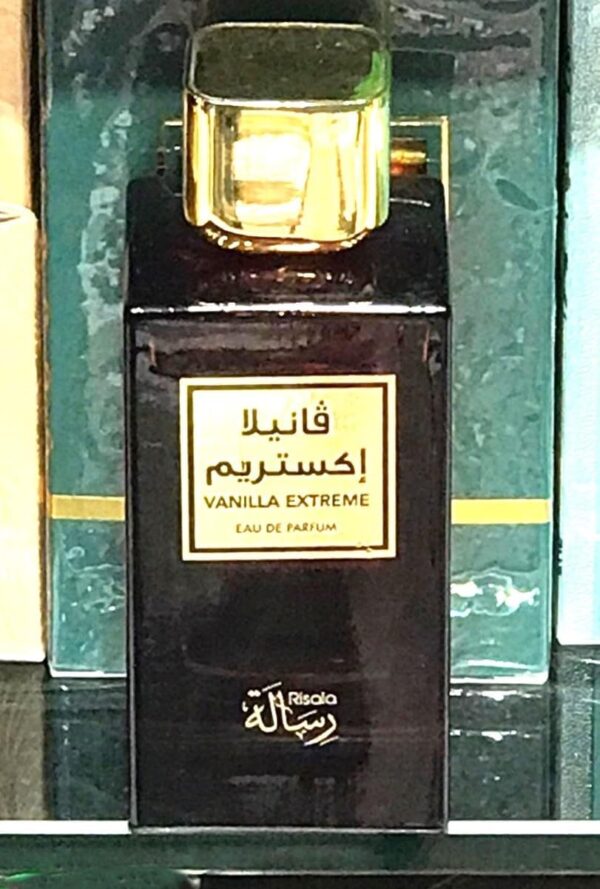 ڤانيلا
إكستريم
VANILLA EXTREME
EAU DE PARFUM
Risala
رسالة